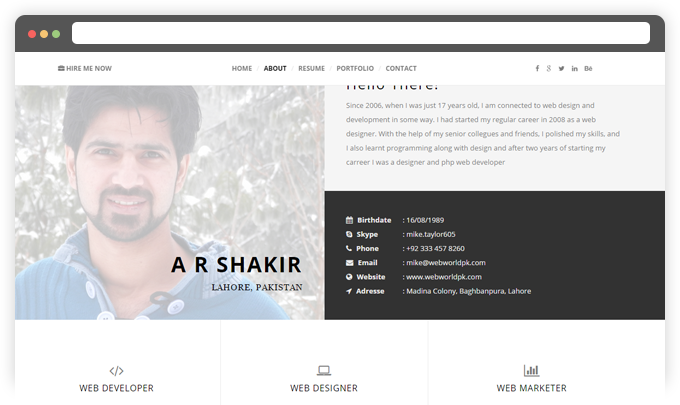 HIRE ME NOW
HOME / ABOUT / RESUME / PORTFOLIO / CONTACT
Hello There!
Since 2006, when I was just 17 years old, I am connected to web design and
development in some way. I had started my regular career in 2008 as a web
designer. With the help of my senior collegues and friends, I polished my skills, and
I also learnt programming along with design and after two years of starting my
carreer I was a designer and php web developer
A R SHAKIR
LAHORE, PAKISTAN
Birthdate : 16/08/1989
Skype : mike.taylor605
Phone : +92 333 457 8260
Email : mike@webworldpk.com
Website : www.webworldpk.com
Adresse : Madina Colony, Baghbanpura, Lahore
WEB DEVELOPER
WEB DESIGNER
WEB MARKETER